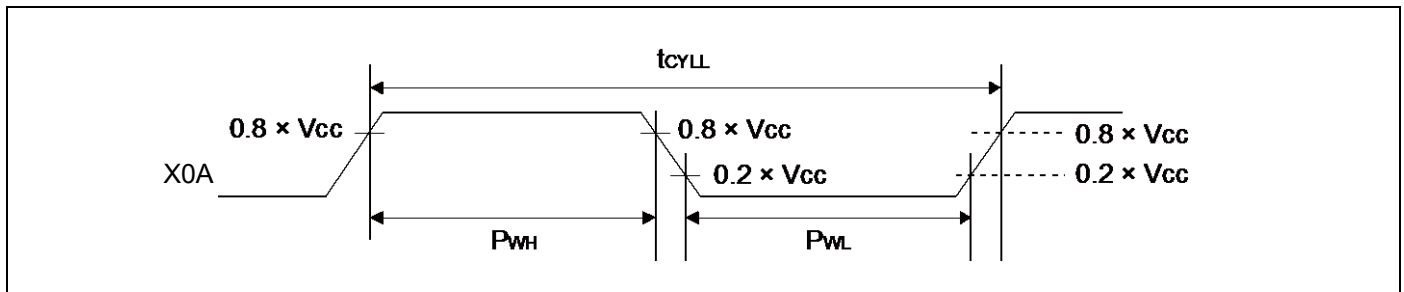 tCYLL
0.8 × Vcc
0.8 × Vcc
0.8 × Vcc
X0A
0.2 × Vcc
0.2 × Vcc
PWH
PWL